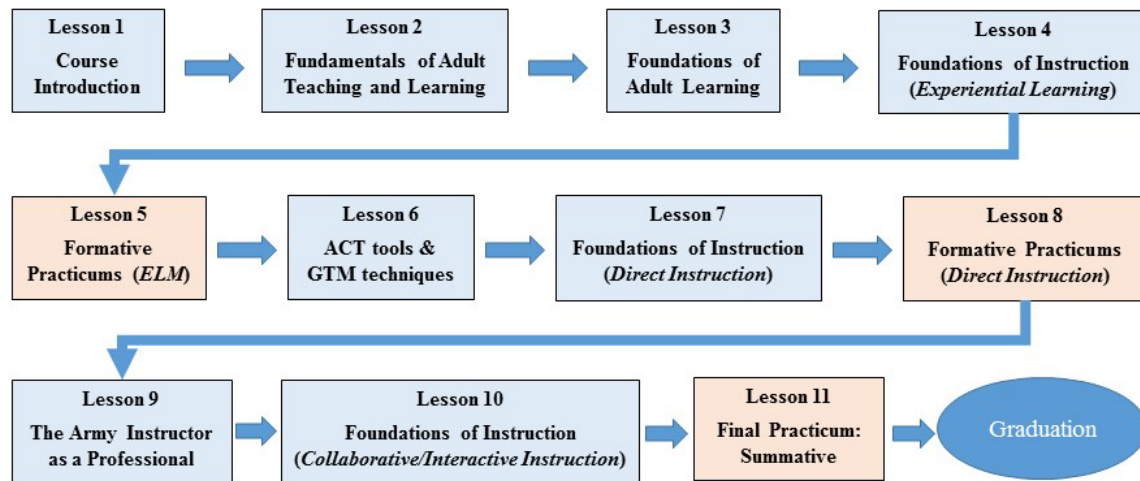 Lesson 1
Course
Introduction
Lesson 2
Fundamentals of Adult
Teaching and Learning
Lesson 3
Foundations of
Adult Learning
Lesson 4
Foundations of Instruction
(Experiential Learning)
Lesson 5
Formative
Practicums (ELM)
Lesson 6
ACT tools &
GTM techniques
Lesson 7
Foundations of Instruction
(Direct Instruction)
Lesson 8
Formative Practicums
(Direct Instruction)
Lesson 9
The Army Instructor
as a Professional
Lesson 10
Foundations of Instruction
(Collaborative/Interactive Instruction)
Lesson 11
Final Practicum:
Summative
Graduation